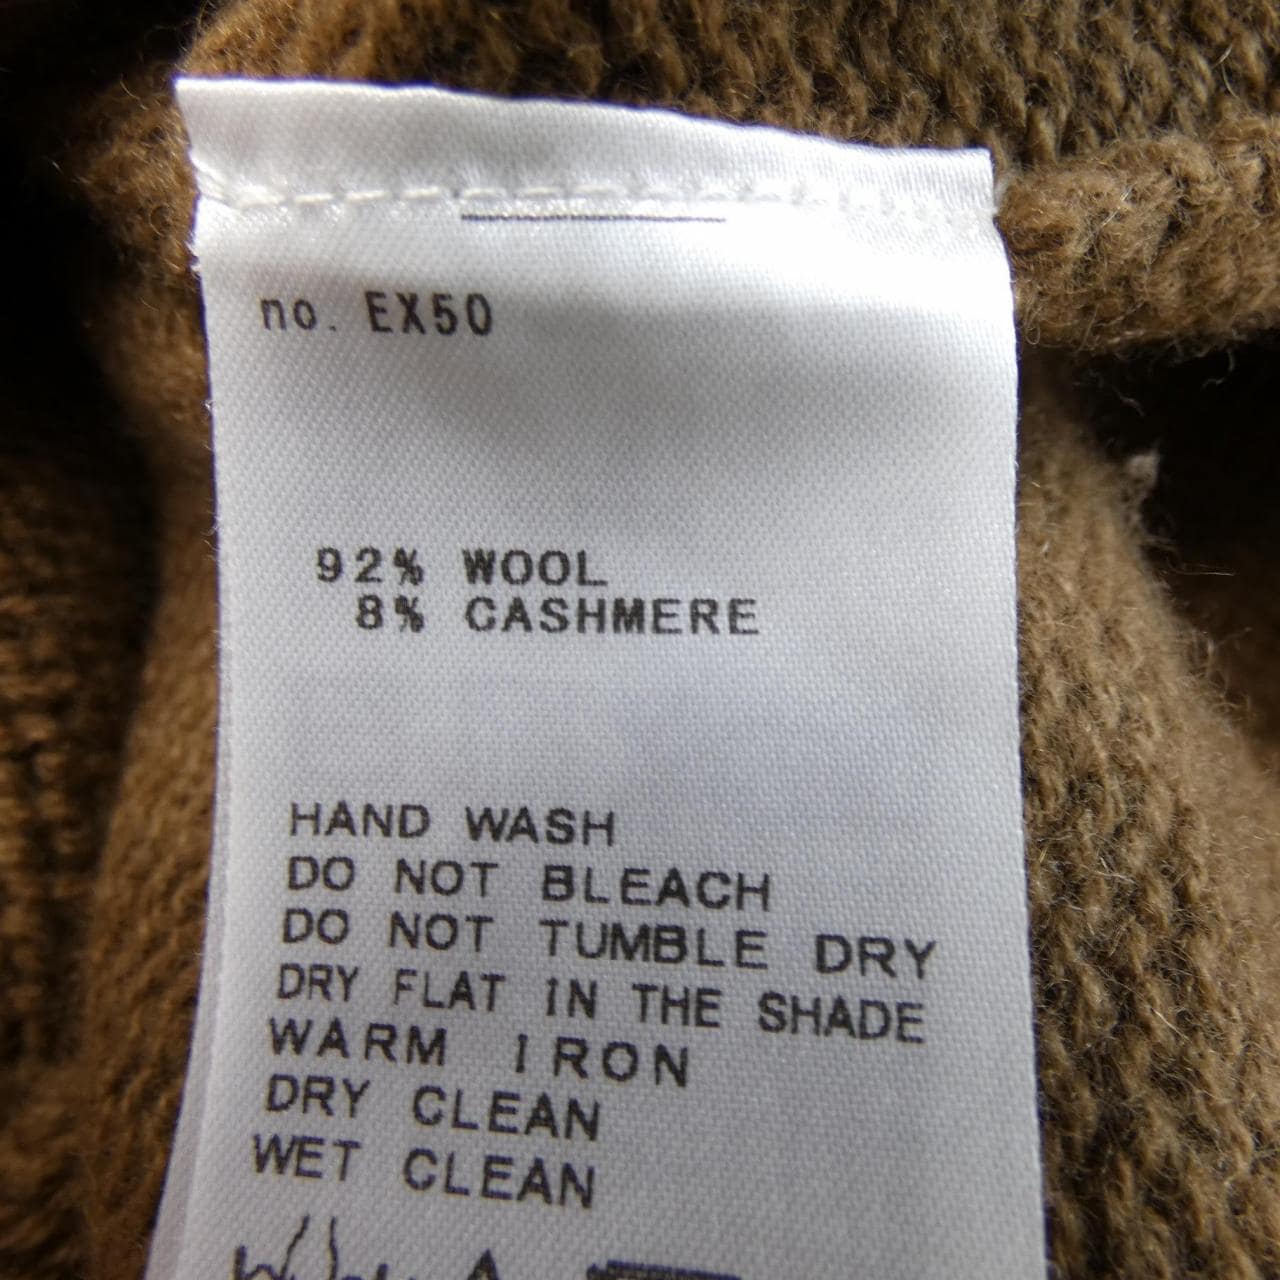 no. EX50
92% WOOL
8% CASHMERE
HAND WASH
DO NOT BLEACH
DO NOT TUMBLE DRY
DRY FLAT IN THE SHADE
WARM IRON
DRY CLEAN
WET CLEAN